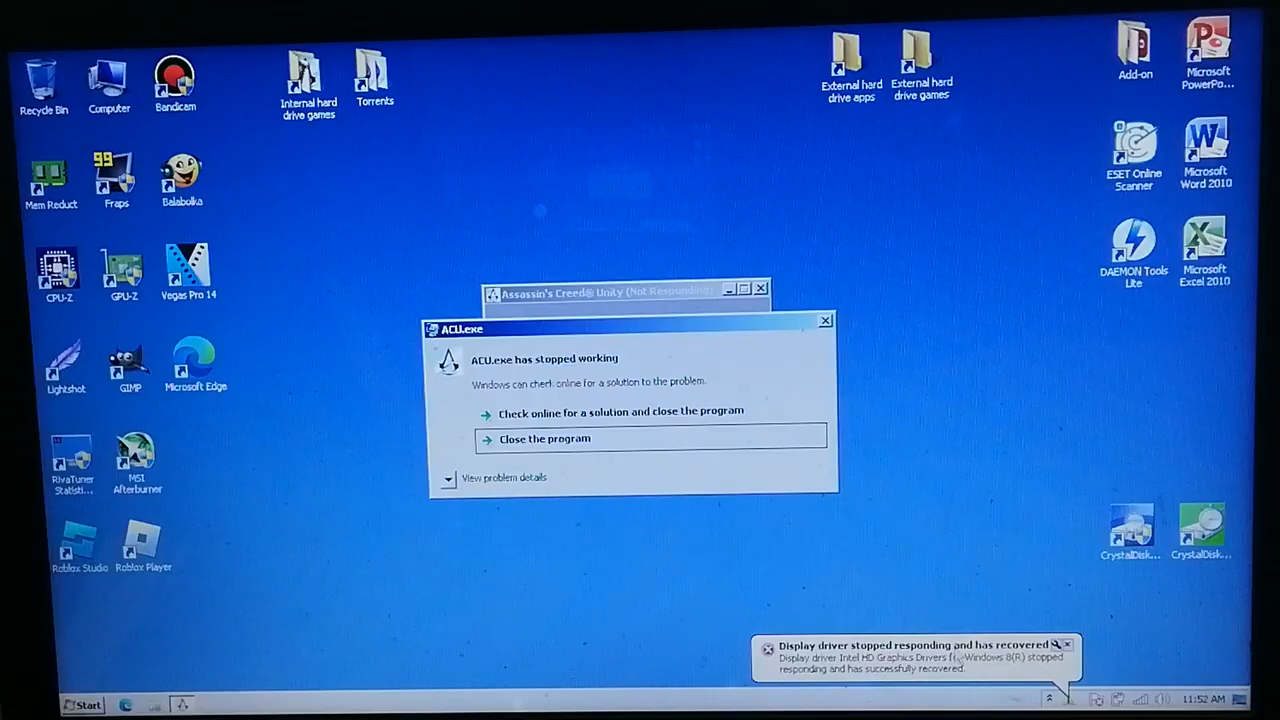 Recycle Bin
Computer
Bandicam
Internal hard
drive games
Torrents
External hard
drive apps
External hard
drive games
Add-on
Microsoft
PowerPo...
99
Mem Reduct
Fraps
Balabolka
ESET Online
Scanner
Microsoft
Word 2010
CPU-Z
GPU-Z
Vegas Pro 14
DAEMON Tools
Lite
Microsoft
Excel 2010
Assassin's Creed® Unity (Not Responding)
ACU.exe
ACU.exe has stopped working
Windows can check online for a solution to the problem.
Check online for a solution and close the program
Close the program
View problem details
Lightshot
GIMP
Microsoft Edge
RivaTuner
Statisti...
MSI
Afterburner
Roblox Studio
Roblox Player
CrystalDisk...
CrystalDisk...
Display driver stopped responding and has recovered
Display driver Intel HD Graphics Drivers for Windows 8(R) stopped
responding and has successfully recovered.
Start
11:52 AM